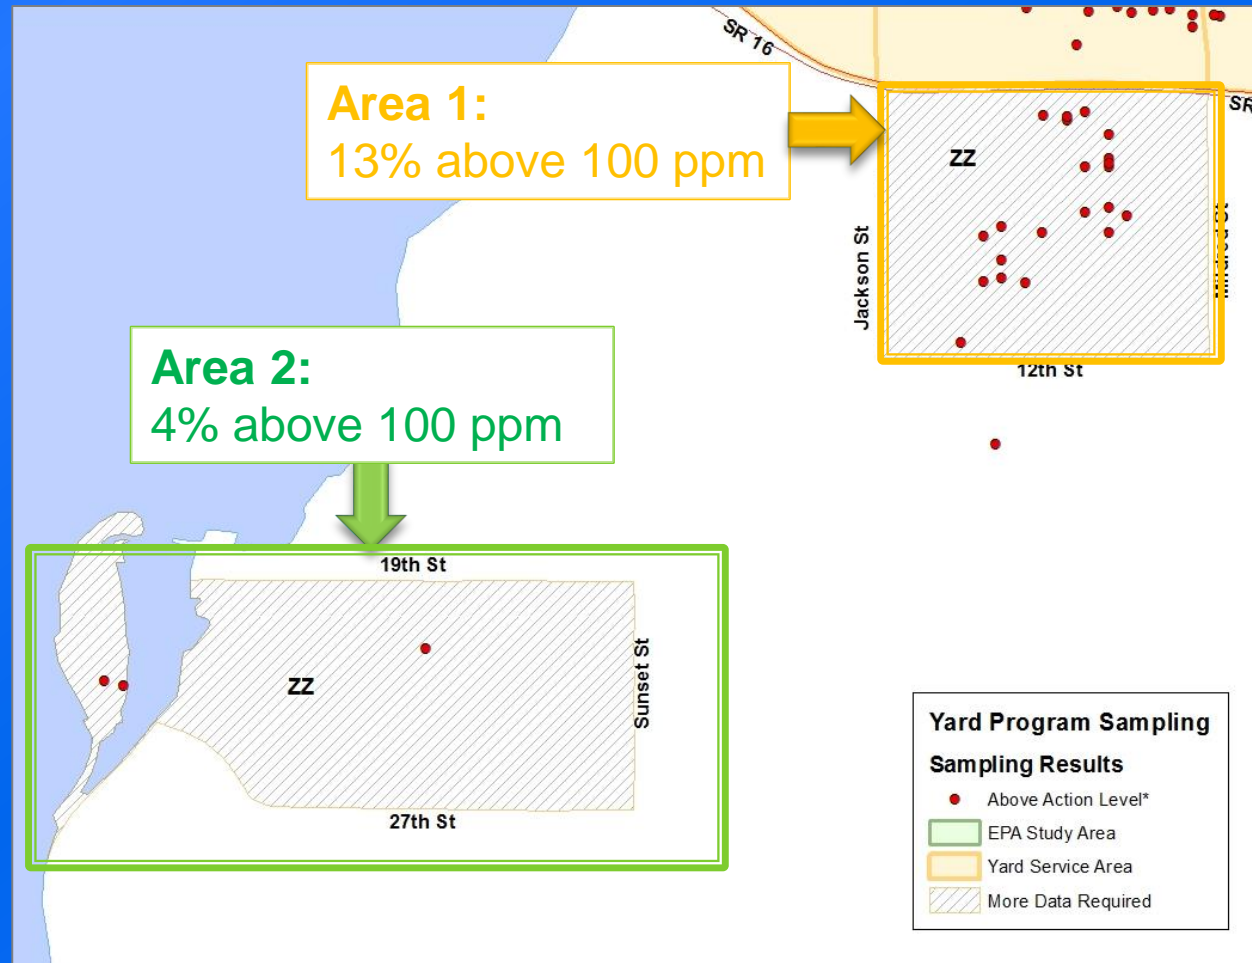 SR 16
SR
Area 1:
13% above 100 ppm
ZZ
Jackson St
Mildred St
12th St
Area 2:
4% above 100 ppm
19th St
ZZ
Sunset St
27th St
Yard Program Sampling
Sampling Results
Above Action Level*
EPA Study Area
Yard Service Area
More Data Required